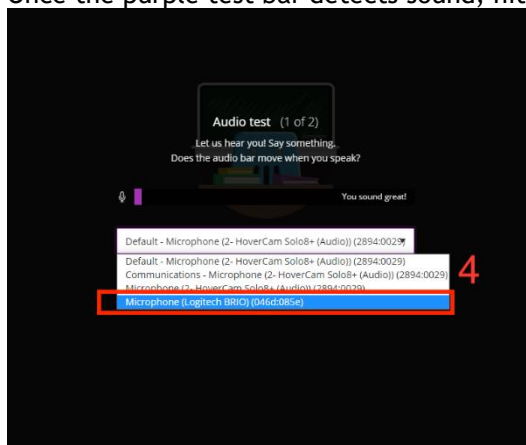 Once the purple test bar detects sound, hit
Audio test (1 of 2)
Let us hear you! Say something.
Does the audio bar move when you speak?
You sound great!
Default - Microphone (2- HoverCam Solo8+ (Audio)) (2894:0029)
Default - Microphone (2- HoverCam Solo8+ (Audio)) (2894:0029)
Communications - Microphone (2- HoverCam Solo8+ (Audio)) (2894:0029)
Microphone (2- HoverCam Solo8+ (Audio)) (2894:0029)
4
Microphone (Logitech BRIO) (046d:085e)